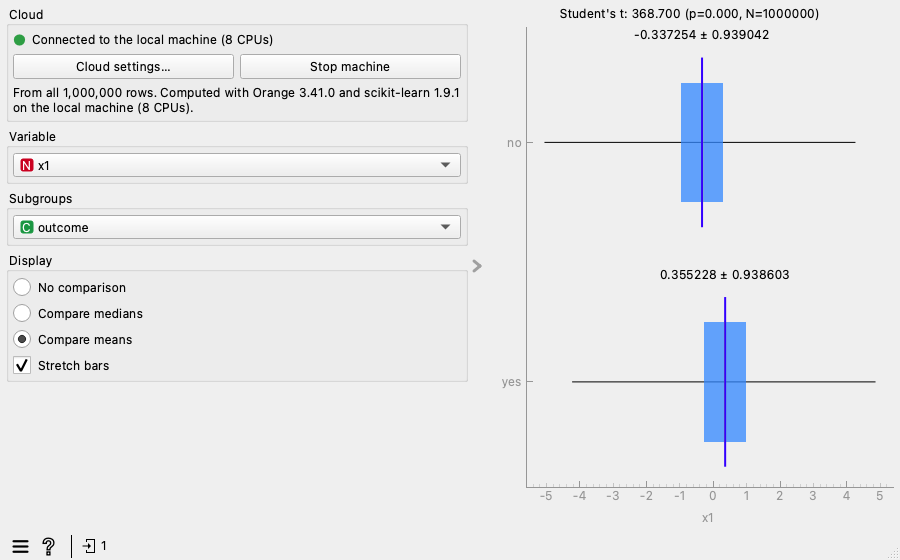 Cloud
Connected to the local machine (8 CPUs)
Cloud settings...
Stop machine
From all 1,000,000 rows. Computed with Orange 3.41.0 and scikit-learn 1.9.1
on the local machine (8 CPUs).
Variable
N x1
Subgroups
C outcome
Display
No comparison
Compare medians
Compare means
Stretch bars
? 1
Student's t: 368.700 (p=0.000, N=1000000)
-0.337254 ± 0.939042
no
0.355228 ± 0.938603
yes
-5 -4 -3 -2 -1 0 1 2 3 4 5
x1